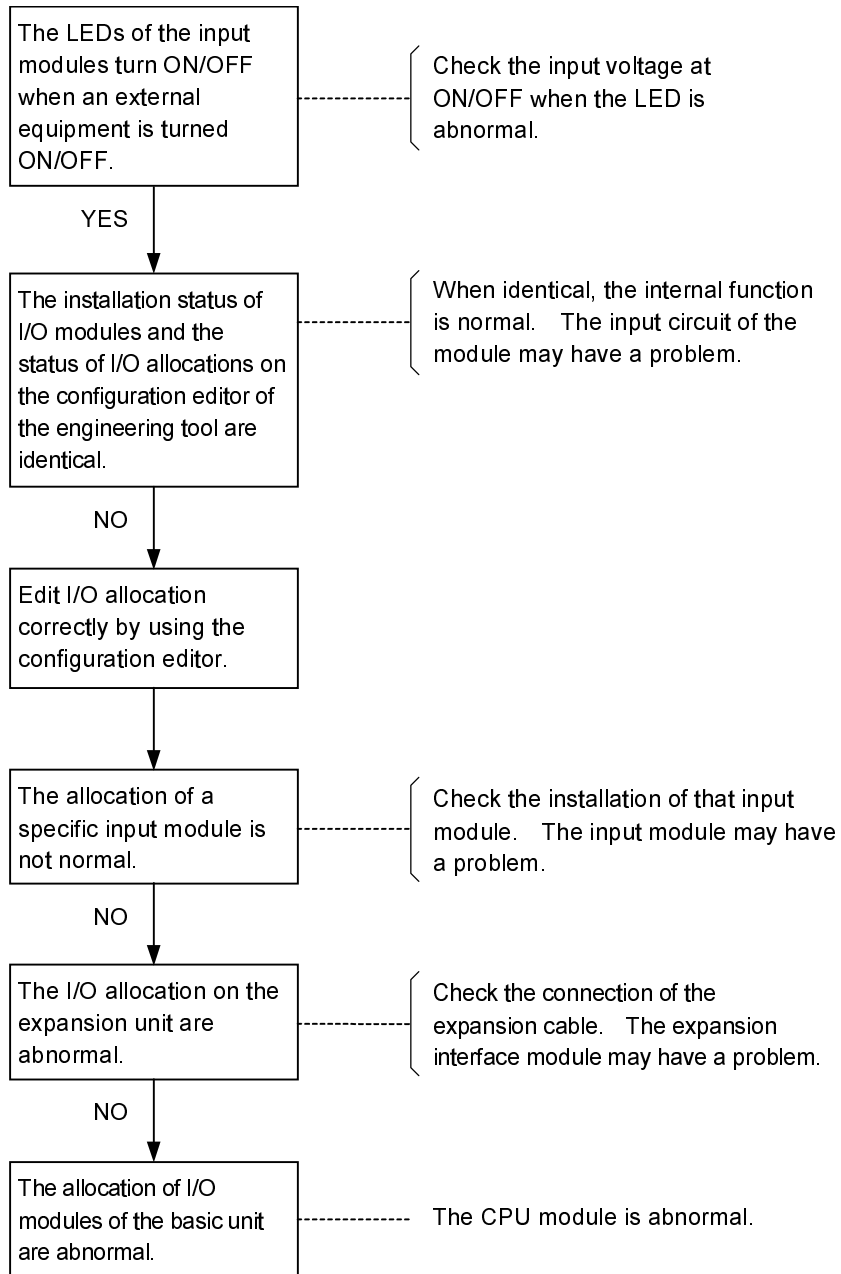 The LEDs of the input
modules turn ON/OFF
when an external
equipment is turned
ON/OFF.
Check the input voltage at
ON/OFF when the LED is
abnormal.
YES
The installation status of
I/O modules and the
status of I/O allocations on
the configuration editor of
the engineering tool are
identical.
When identical, the internal function
is normal. The input circuit of the
module may have a problem.
NO
Edit I/O allocation
correctly by using the
configuration editor.
The allocation of a
specific input module is
not normal.
Check the installation of that input
module. The input module may have
a problem.
NO
The I/O allocation on the
expansion unit are
abnormal.
Check the connection of the
expansion cable. The expansion
interface module may have a problem.
NO
The allocation of I/O
modules of the basic unit
are abnormal.
The CPU module is abnormal.